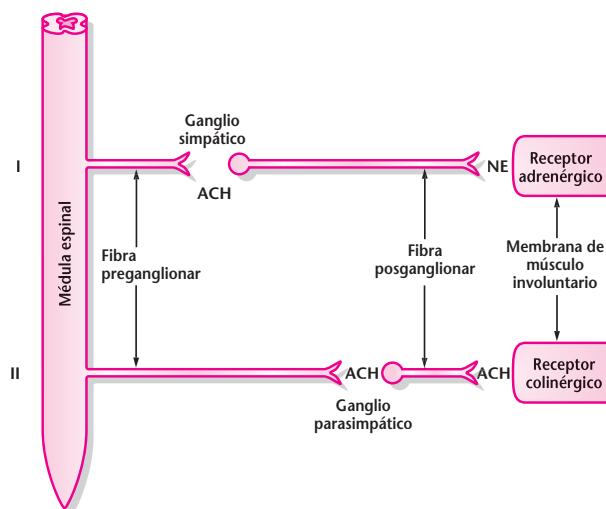 Ganglio
simpático
I
ACH
NE
Receptor
adrenérgico
Médula espinal
Fibra
preganglionar
Fibra
posganglionar
Membrana de
músculo
involuntario
II
ACH
ACH
Receptor
colinérgico
Ganglio
parasimpático